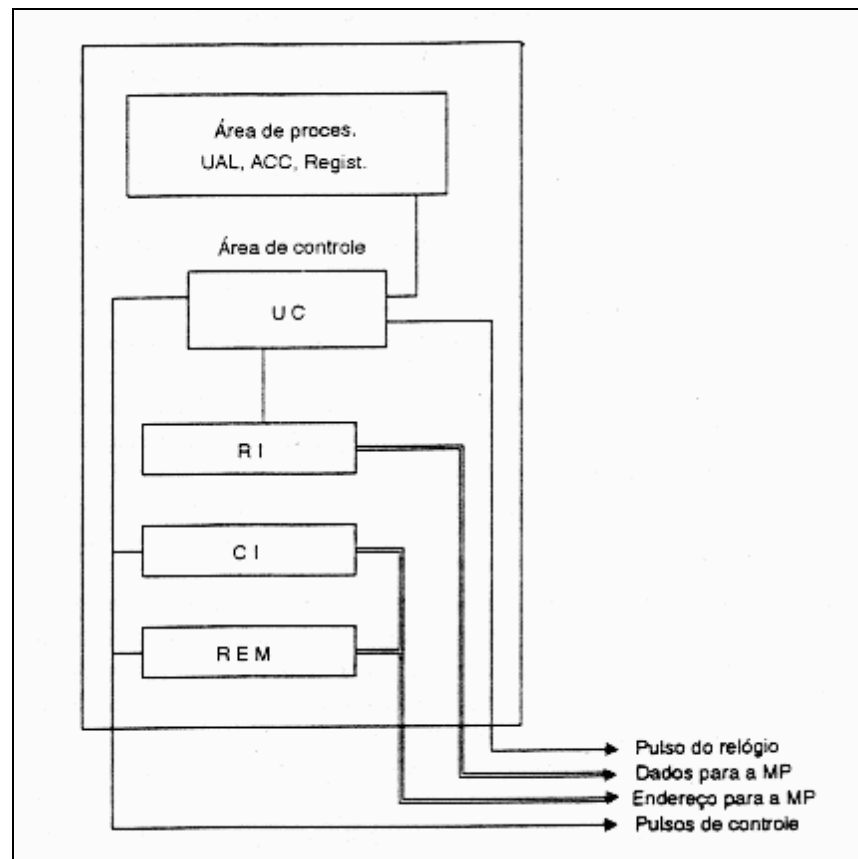 Área de proces.
UAL, ACC, Regist.
Área de controle
U C
R I
C I
R E M
Pulso do relógio
Dados para a MP
Endereço para a MP
Pulsos de controle